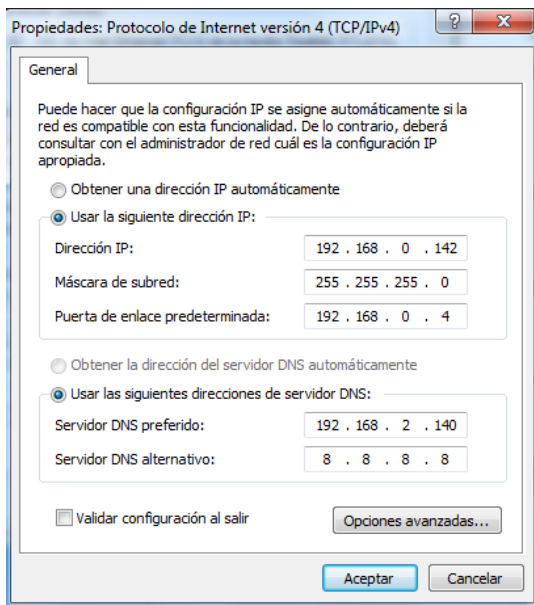 Propiedades: Protocolo de Internet versión 4 (TCP/IPv4)
General
Puede hacer que la configuración IP se asigne automáticamente si la
red es compatible con esta funcionalidad. De lo contrario, deberá
consultar con el administrador de red cuál es la configuración IP
apropiada.
Obtener una dirección IP automáticamente
Usar la siguiente dirección IP:
Dirección IP: 192 . 168 . 0 . 142
Máscara de subred: 255 . 255 . 255 . 0
Puerta de enlace predeterminada: 192 . 168 . 0 . 4
Obtener la dirección del servidor DNS automáticamente
Usar las siguientes direcciones de servidor DNS:
Servidor DNS preferido: 192 . 168 . 2 . 140
Servidor DNS alternativo: 8 . 8 . 8 . 8
Validar configuración al salir Opciones avanzadas...
Aceptar Cancelar